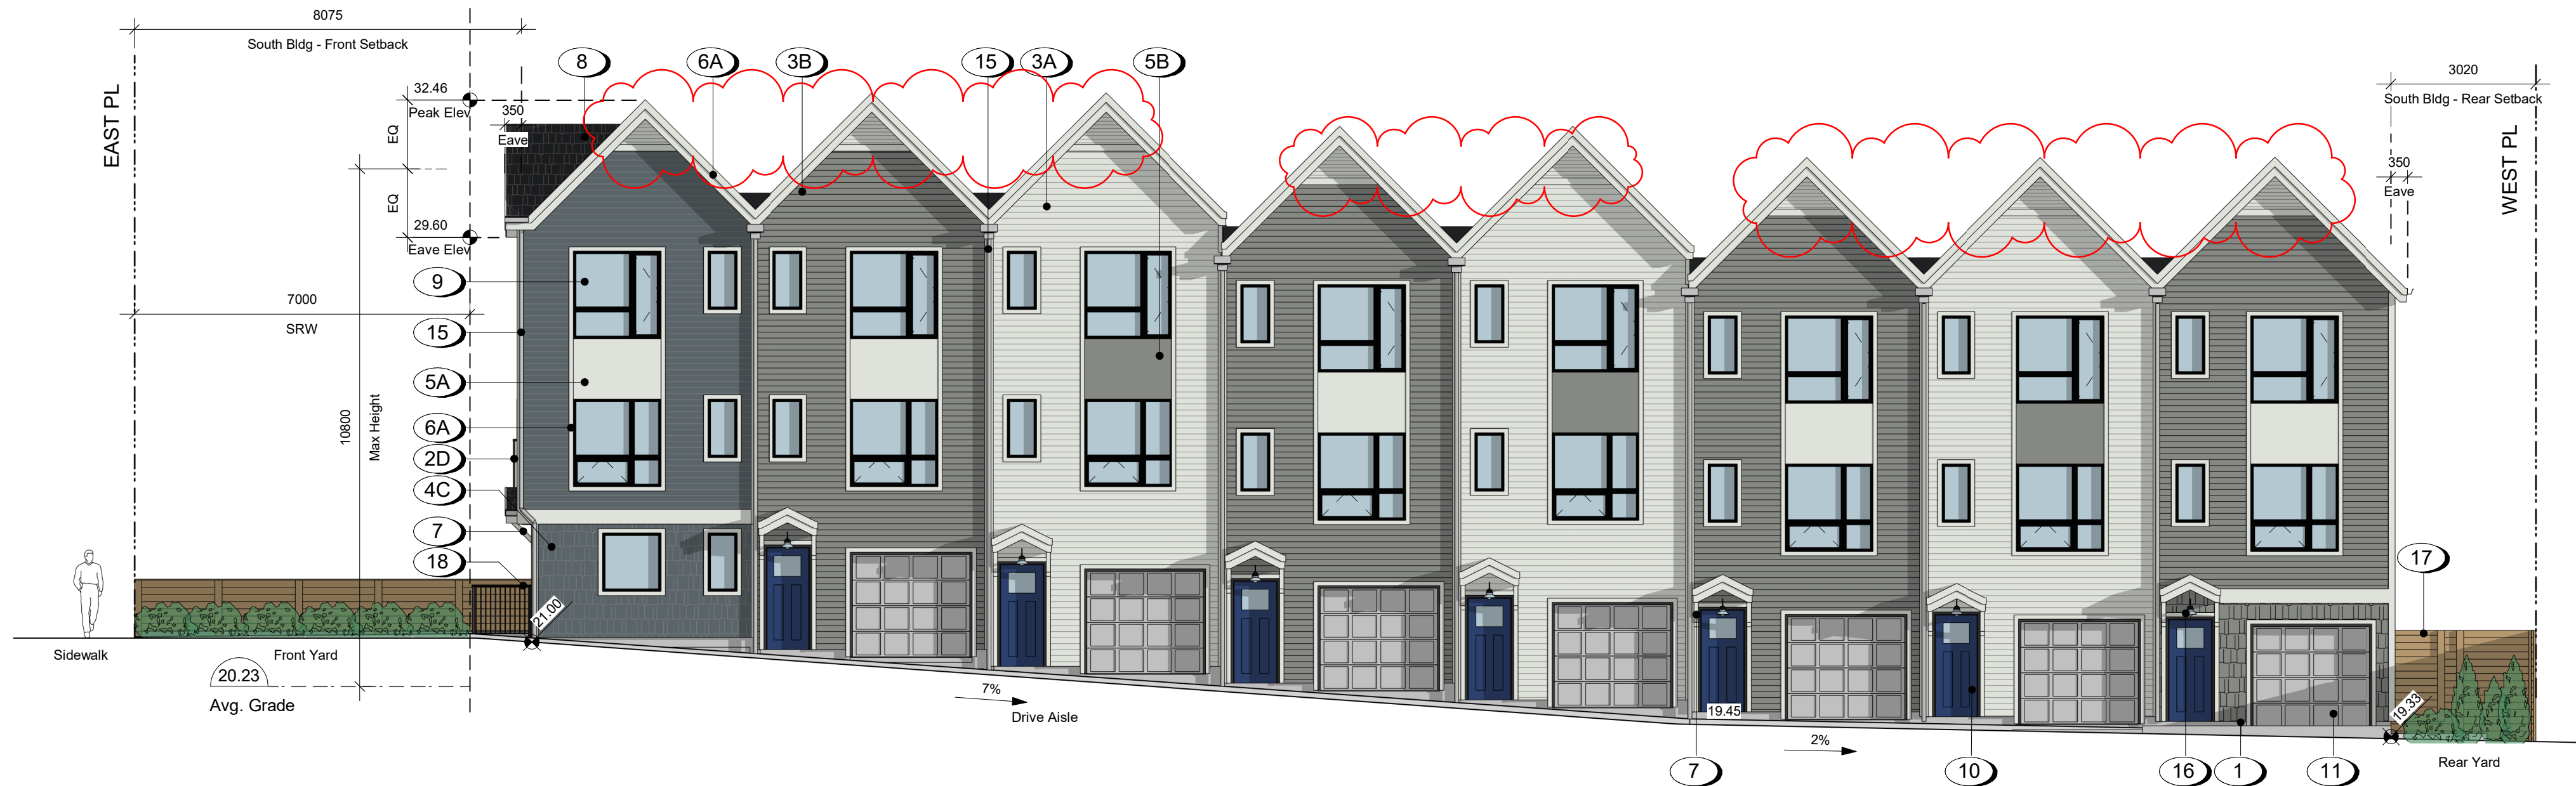 8075
South Bldg - Front Setback
EAST PL
8
6A
3B
15
3A
5B
3020
South Bldg - Rear Setback
WEST PL
32.46
Peak Elev
350
Eave
EQ
EQ
29.60
Eave Elev
350
Eave
9
7000
SRW
15
5A
10800
Max Height
6A
2D
4C
7
18
17
21.00
Sidewalk
Front Yard
20.23
Avg. Grade
7%
Drive Aisle
19.45
2%
19.33
7
10
16
1
11
Rear Yard